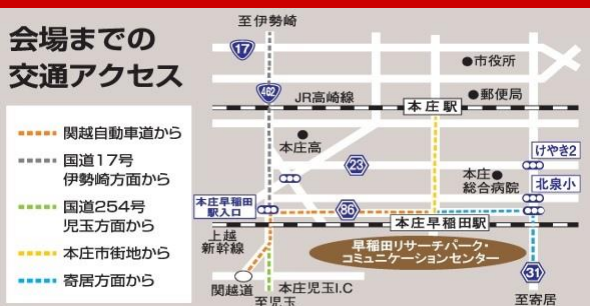 会場までの
交通アクセス
関越自動車道から
国道17号
伊勢崎方面から
国道254号
児玉方面から
本庄市街地から
寄居方面から
至伊勢崎
17
●市役所
462
JR高崎線
本庄駅
●郵便局
本庄高
23
けやき2
本庄
総合病院
北泉小
本庄早稲田
駅入口
86
本庄早稲田駅
上越
新幹線
早稲田リサーチパーク・
コミュニケーションセンター
31
関越道
本庄児玉I.C
至児玉
至寄居